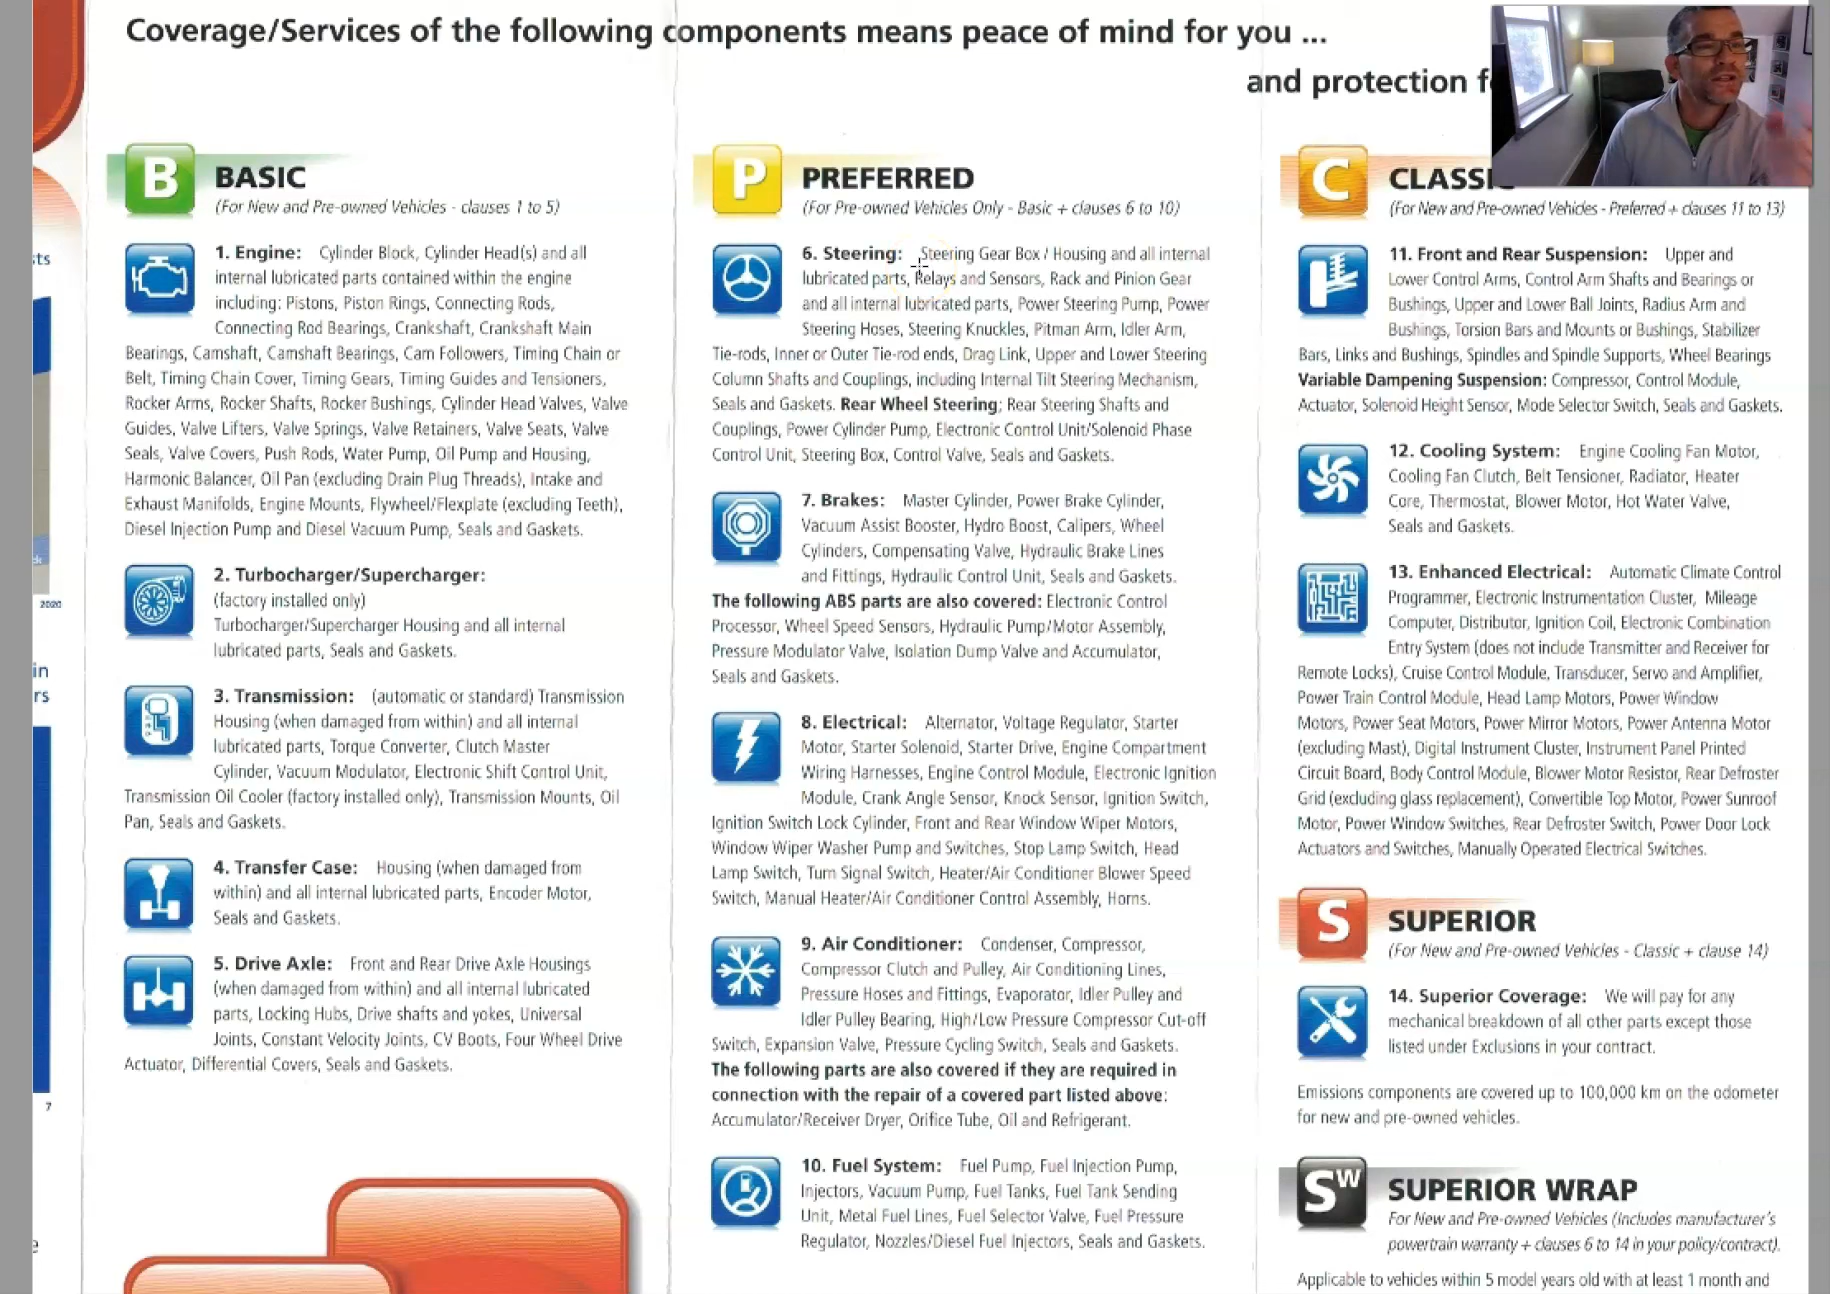 Coverage/Services of the following components means peace of mind for you ...
and protection f
B BASIC
(For New and Pre-owned Vehicles - clauses 1 to 5)
1. Engine: Cylinder Block, Cylinder Head(s) and all
internal lubricated parts contained within the engine
including: Pistons, Piston Rings, Connecting Rods,
Connecting Rod Bearings, Crankshaft, Crankshaft Main
Bearings, Camshaft, Camshaft Bearings, Cam Followers, Timing Chain or
Belt, Timing Chain Cover, Timing Gears, Timing Guides and Tensioners,
Rocker Arms, Rocker Shafts, Rocker Bushings, Cylinder Head Valves, Valve
Guides, Valve Lifters, Valve Springs, Valve Retainers, Valve Seats, Valve
Seals, Valve Covers, Push Rods, Water Pump, Oil Pump and Housing,
Harmonic Balancer, Oil Pan (excluding Drain Plug Threads), Intake and
Exhaust Manifolds, Engine Mounts, Flywheel/Flexplate (excluding Teeth),
Diesel Injection Pump and Diesel Vacuum Pump, Seals and Gaskets.
2. Turbocharger/Supercharger:
(factory installed only)
Turbocharger/Supercharger Housing and all internal
lubricated parts, Seals and Gaskets.
3. Transmission: (automatic or standard) Transmission
Housing (when damaged from within) and all internal
lubricated parts, Torque Converter, Clutch Master
Cylinder, Vacuum Modulator, Electronic Shift Control Unit,
Transmission Oil Cooler (factory installed only), Transmission Mounts, Oil
Pan, Seals and Gaskets.
4. Transfer Case: Housing (when damaged from
within) and all internal lubricated parts, Encoder Motor,
Seals and Gaskets.
5. Drive Axle: Front and Rear Drive Axle Housings
(when damaged from within) and all internal lubricated
parts, Locking Hubs, Drive shafts and yokes, Universal
Joints, Constant Velocity Joints, CV Boots, Four Wheel Drive
Actuator, Differential Covers, Seals and Gaskets.
P PREFERRED
(For Pre-owned Vehicles Only - Basic + clauses 6 to 10)
6. Steering: Steering Gear Box / Housing and all internal
lubricated parts, Relays and Sensors, Rack and Pinion Gear
and all internal lubricated parts, Power Steering Pump, Power
Steering Hoses, Steering Knuckles, Pitman Arm, Idler Arm,
Tie-rods, Inner or Outer Tie-rod ends, Drag Link, Upper and Lower Steering
Column Shafts and Couplings, including Internal Tilt Steering Mechanism,
Seals and Gaskets. Rear Wheel Steering: Rear Steering Shafts and
Couplings, Power Cylinder Pump, Electronic Control Unit/Solenoid Phase
Control Unit, Steering Box, Control Valve, Seals and Gaskets.
7. Brakes: Master Cylinder, Power Brake Cylinder,
Vacuum Assist Booster, Hydro Boost, Calipers, Wheel
Cylinders, Compensating Valve, Hydraulic Brake Lines
and Fittings, Hydraulic Control Unit, Seals and Gaskets.
The following ABS parts are also covered: Electronic Control
Processor, Wheel Speed Sensors, Hydraulic Pump/Motor Assembly,
Pressure Modulator Valve, Isolation Dump Valve and Accumulator,
Seals and Gaskets.
8. Electrical: Alternator, Voltage Regulator, Starter
Motor, Starter Solenoid, Starter Drive, Engine Compartment
Wiring Harnesses, Engine Control Module, Electronic Ignition
Module, Crank Angle Sensor, Knock Sensor, Ignition Switch,
Ignition Switch Lock Cylinder, Front and Rear Window Wiper Motors,
Window Wiper Washer Pump and Switches, Stop Lamp Switch, Head
Lamp Switch, Turn Signal Switch, Heater/Air Conditioner Blower Speed
Switch, Manual Heater/Air Conditioner Control Assembly, Horns.
9. Air Conditioner: Condenser, Compressor,
Compressor Clutch and Pulley, Air Conditioning Lines,
Pressure Hoses and Fittings, Evaporator, Idler Pulley and
Idler Pulley Bearing, High/Low Pressure Compressor Cut-off
Switch, Expansion Valve, Pressure Cycling Switch, Seals and Gaskets.
The following parts are also covered if they are required in
connection with the repair of a covered part listed above:
Accumulator/Receiver Dryer, Orifice Tube, Oil and Refrigerant.
10. Fuel System: Fuel Pump, Fuel Injection Pump,
Injectors, Vacuum Pump, Fuel Tanks, Fuel Tank Sending
Unit, Metal Fuel Lines, Fuel Selector Valve, Fuel Pressure
Regulator, Nozzles/Diesel Fuel Injectors, Seals and Gaskets.
C CLASSI
(For New and Pre-owned Vehicles - Preferred + clauses 11 to 13)
11. Front and Rear Suspension: Upper and
Lower Control Arms, Control Arm Shafts and Bearings or
Bushings, Upper and Lower Ball Joints, Radius Arm and
Bushings, Torsion Bars and Mounts or Bushings, Stabilizer
Bars, Links and Bushings, Spindles and Spindle Supports, Wheel Bearings
Variable Dampening Suspension: Compressor, Control Module,
Actuator, Solenoid Height Sensor, Mode Selector Switch, Seals and Gaskets.
12. Cooling System: Engine Cooling Fan Motor,
Cooling Fan Clutch, Belt Tensioner, Radiator, Heater
Core, Thermostat, Blower Motor, Hot Water Valve,
Seals and Gaskets.
13. Enhanced Electrical: Automatic Climate Control
Programmer, Electronic Instrumentation Cluster, Mileage
Computer, Distributor, Ignition Coil, Electronic Combination
Entry System (does not include Transmitter and Receiver for
Remote Locks), Cruise Control Module, Transducer, Servo and Amplifier,
Power Train Control Module, Head Lamp Motors, Power Window
Motors, Power Seat Motors, Power Mirror Motors, Power Antenna Motor
(excluding Mast), Digital Instrument Cluster, Instrument Panel Printed
Circuit Board, Body Control Module, Blower Motor Resistor, Rear Defroster
Grid (excluding glass replacement), Convertible Top Motor, Power Sunroof
Motor, Power Window Switches, Rear Defroster Switch, Power Door Lock
Actuators and Switches, Manually Operated Electrical Switches.
S SUPERIOR
(For New and Pre-owned Vehicles - Classic + clause 14)
14. Superior Coverage: We will pay for any
mechanical breakdown of all other parts except those
listed under Exclusions in your contract.
Emissions components are covered up to 100,000 km on the odometer
for new and pre-owned vehicles.
SW SUPERIOR WRAP
For New and Pre-owned Vehicles (Includes manufacturer's
powertrain warranty + clauses 6 to 14 in your policy/contract).
Applicable to vehicles within 5 model years old with at least 1 month and
sts
2020
in
rs
7